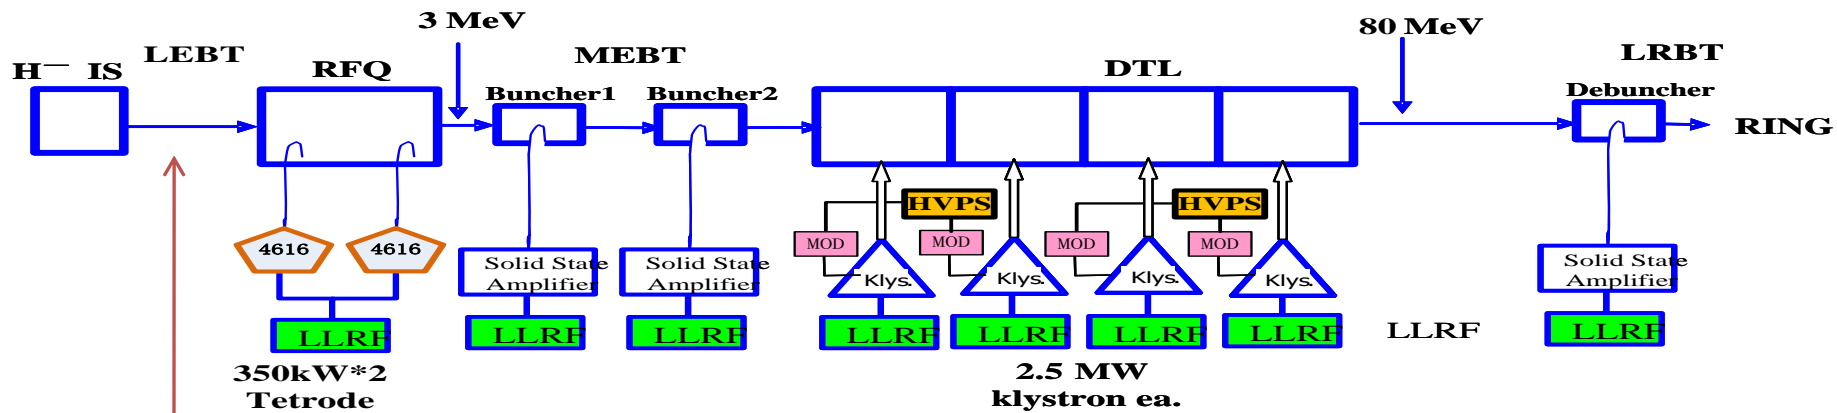 3 MeV
80 MeV
LEBT
MEBT
LRBT
H— IS
RFQ
DTL
Buncher1
Buncher2
Debuncher
RING
HVPS
HVPS
MOD
MOD
MOD
MOD
4616
4616
Solid State
Amplifier
Solid State
Amplifier
Klys.
Klys.
Klys.
Klys.
Solid State
Amplifier
LLRF
LLRF
LLRF
LLRF
LLRF
LLRF
LLRF
LLRF
LLRF
350kW*2
Tetrode
2.5 MW
klystron ea.